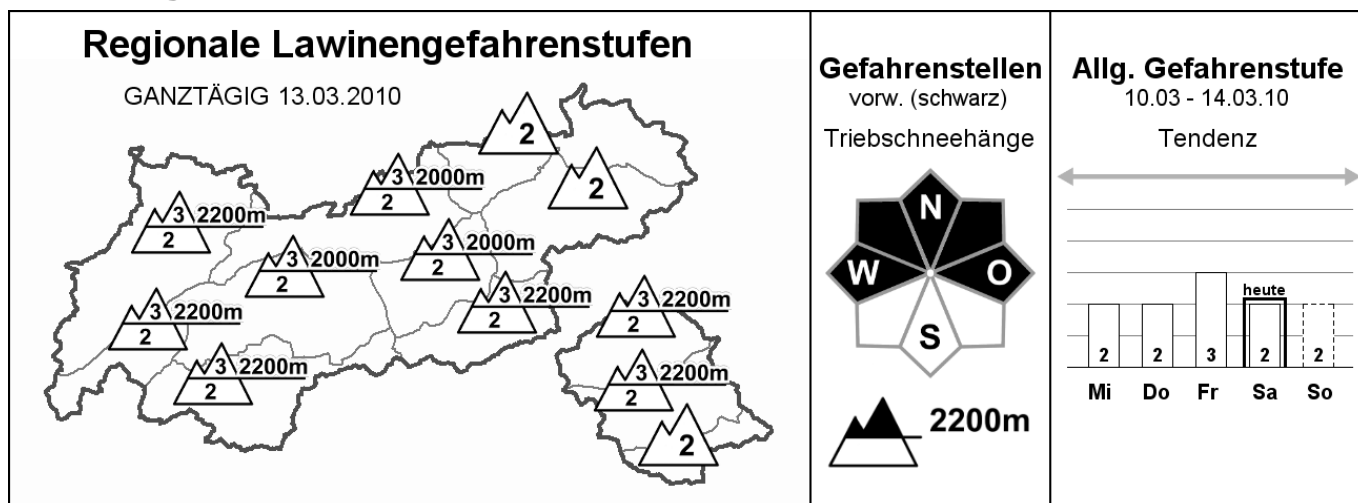 Regionale Lawinengefahrenstufen
GANZTÄGIG 13.03.2010
2
3 2000m
2
2
3 2200m
2
3 2000m
2
3 2000m
2
3 2200m
2
3 2200m
2
3 2200m
2
3 2200m
2
3 2200m
2
2
Gefahrenstellen
vorw. (schwarz)
Triebschneehänge
N
W
O
S
2200m
Allg. Gefahrenstufe
10.03 - 14.03.10
Tendenz
heute
2 2 3 2 2
Mi Do Fr Sa So